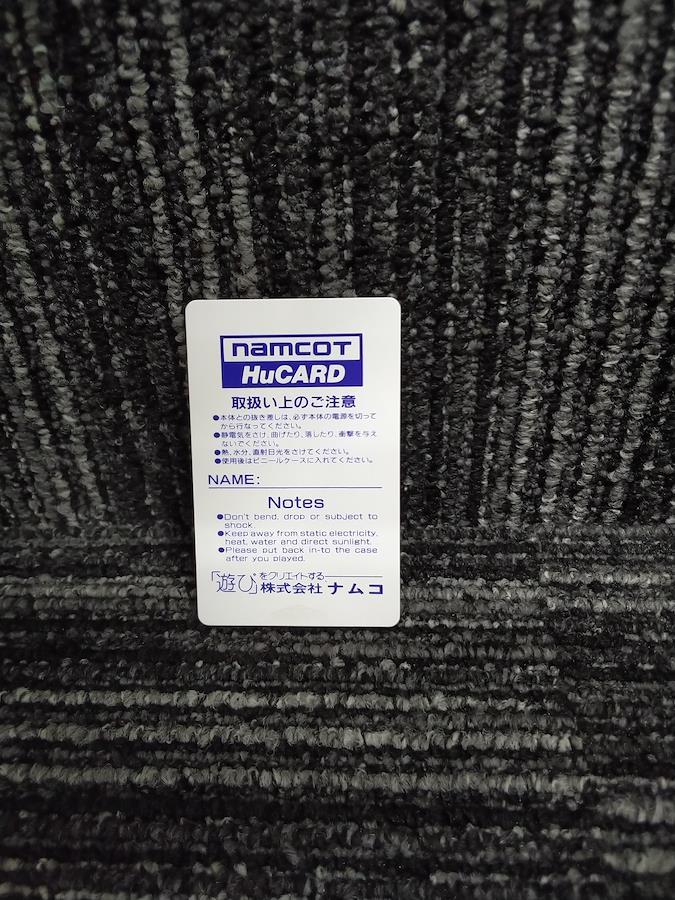 namcot
HuCARD
取扱い上のご注意
●本体との抜き差しは、必ず本体の電源を切って
から行なってください。
●静電気をさけ、曲げたり、落したり、衝撃を与え
ないでください。
●熱、水分、直射日光をさけてください。
●使用後はビニールケースに入れてください。
NAME:
Notes
●Don't bend, drop or subject to
shock.
●Keep away from static electricity,
heat, water and direct sunlight.
●Please put back in-to the case
after you played.
「遊び」をクリエイトする
株式会社ナムコ